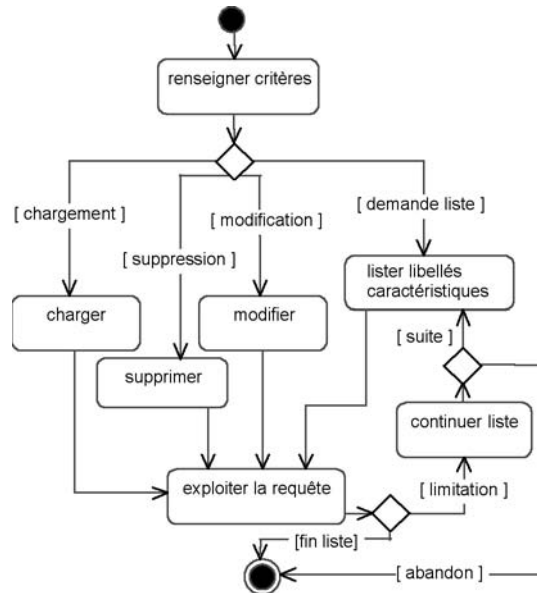 renseigner critères
[ chargement ]
[ suppression ]
[ modification ]
[ demande liste ]
lister libellés
caractéristiques
charger
modifier
[ suite ]
supprimer
continuer liste
exploiter la requête
[ limitation ]
[fin liste]
[ abandon ]